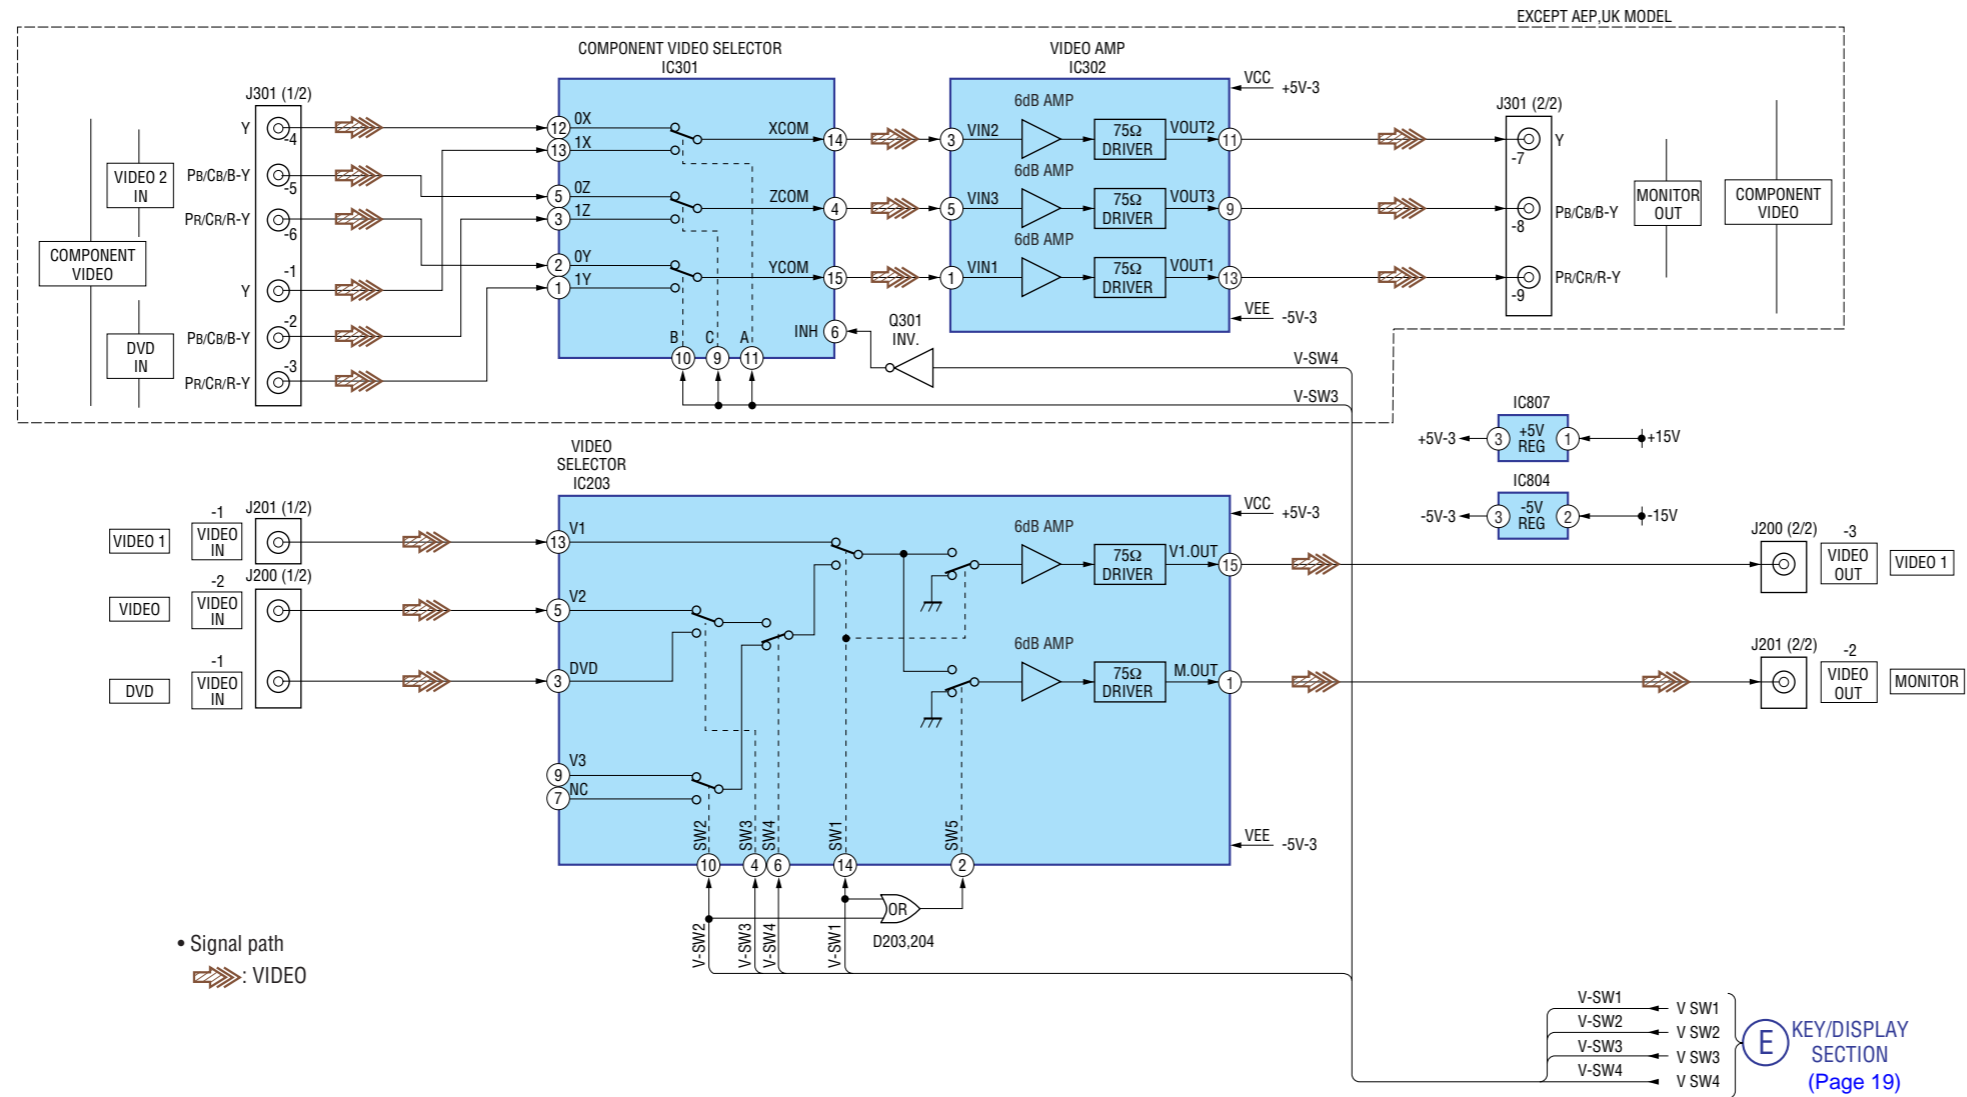 EXCEPT AEP,UK MODEL
COMPONENT VIDEO SELECTOR
IC301
VIDEO AMP
IC302
J301 (1/2)
Y
-4
PB/CB/B-Y
-5
PR/CR/R-Y
-6
Y
-1
PB/CB/B-Y
-2
PR/CR/R-Y
-3
VIDEO 2
IN
COMPONENT
VIDEO
DVD
IN
12
0X
13
1X
5
0Z
3
1Z
2
0Y
1
1Y
XCOM
14
ZCOM
4
YCOM
15
INH
6
B
C
A
10
9
11
Q301
INV.
6dB AMP
3
VIN2
75Ω
DRIVER
VOUT2
11
6dB AMP
5
VIN3
75Ω
DRIVER
VOUT3
9
6dB AMP
1
VIN1
75Ω
DRIVER
VOUT1
13
VCC
+5V-3
VEE
-5V-3
J301 (2/2)
Y
-7
PB/CB/B-Y
-8
PR/CR/R-Y
-9
MONITOR
OUT
COMPONENT
VIDEO
V-SW4
V-SW3
IC807
+5V-3
3
+5V
REG
1
+15V
IC804
-5V-3
3
-5V
REG
2
-15V
VIDEO
SELECTOR
IC203
VIDEO 1
-1
VIDEO
IN
J201 (1/2)
VIDEO
-2
VIDEO
IN
J200 (1/2)
DVD
-1
VIDEO
IN
13
V1
5
V2
3
DVD
9
V3
7
NC
6dB AMP
75Ω
DRIVER
V1.OUT
15
6dB AMP
75Ω
DRIVER
M.OUT
1
VCC
+5V-3
VEE
-5V-3
SW2
SW3
SW4
SW1
SW5
10
4
6
14
2
OR
D203,204
V-SW2
V-SW3
V-SW4
V-SW1
J200 (2/2)
-3
VIDEO
OUT
VIDEO 1
J201 (2/2)
-2
VIDEO
OUT
MONITOR
• Signal path
: VIDEO
V-SW1
V SW1
V-SW2
V SW2
V-SW3
V SW3
V-SW4
V SW4
E
KEY/DISPLAY
SECTION
(Page 19)